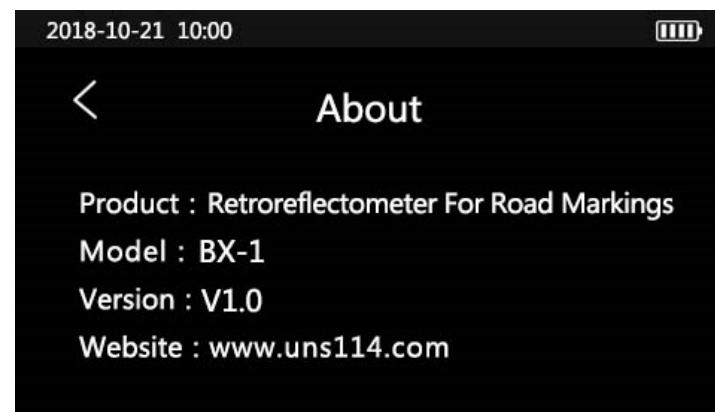 2018-10-21 10:00
About
Product : Retroreflectometer For Road Markings
Model : BX-1
Version : V1.0
Website : www.uns114.com